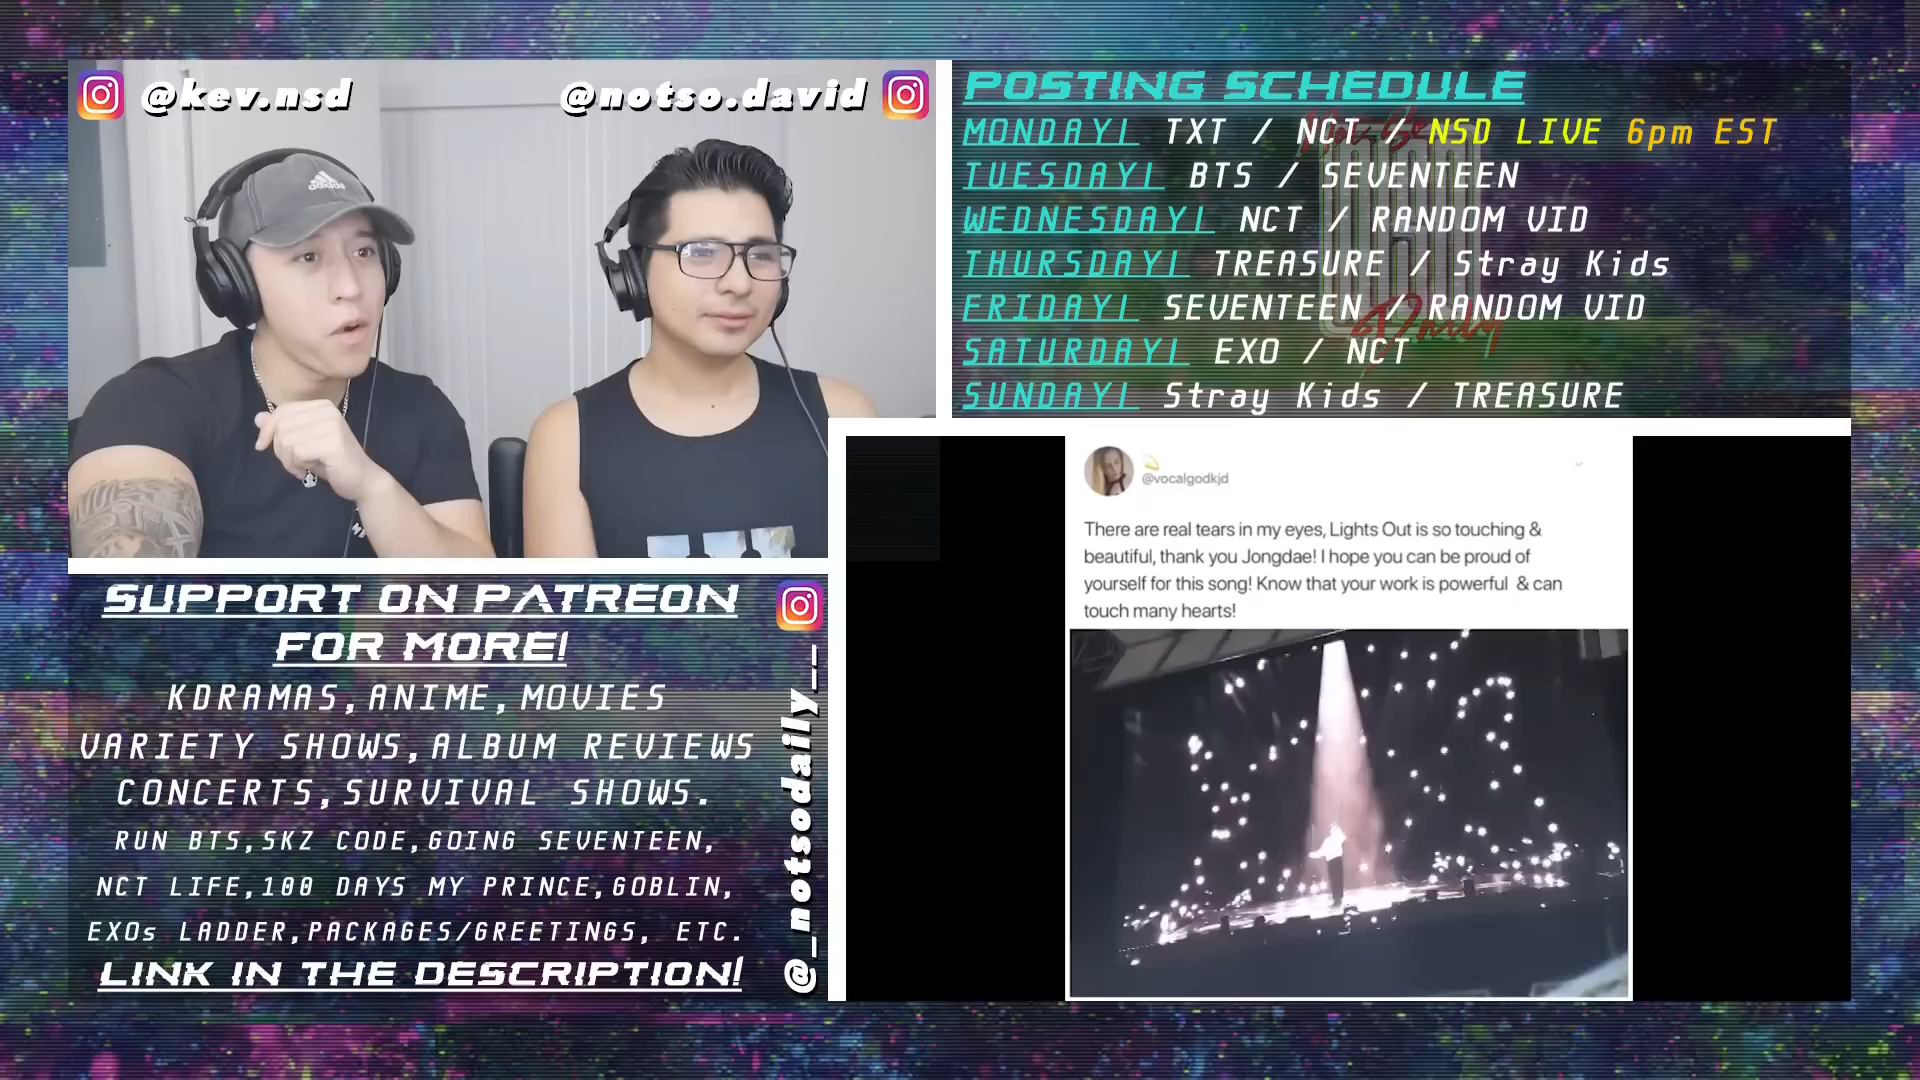 @kev.nsd
@notso.david
adidas
POSTING SCHEDULE
MONDAY| TXT / NCT / NSD LIVE 6pm EST
TUESDAY| BTS / SEVENTEEN
WEDNESDAY| NCT / RANDOM VID
THURSDAY| TREASURE / Stray Kids
FRIDAY| SEVENTEEN / RANDOM VID
SATURDAY| EXO / NCT
SUNDAY| Stray Kids / TREASURE
Daily
SUPPORT ON PATREON
FOR MORE!
KDRAMAS,ANIME,MOVIES
VARIETY SHOWS,ALBUM REVIEWS
CONCERTS,SURVIVAL SHOWS.
RUN BTS,SKZ CODE,GOING SEVENTEEN,
NCT LIFE,100 DAYS MY PRINCE,GOBLIN,
EXOs LADDER,PACKAGES/GREETINGS, ETC.
LINK IN THE DESCRIPTION!
@_notsodaily__
@vocalgodkjd
There are real tears in my eyes, Lights Out is so touching &
beautiful, thank you Jongdae! I hope you can be proud of
yourself for this song! Know that your work is powerful & can
touch many hearts!